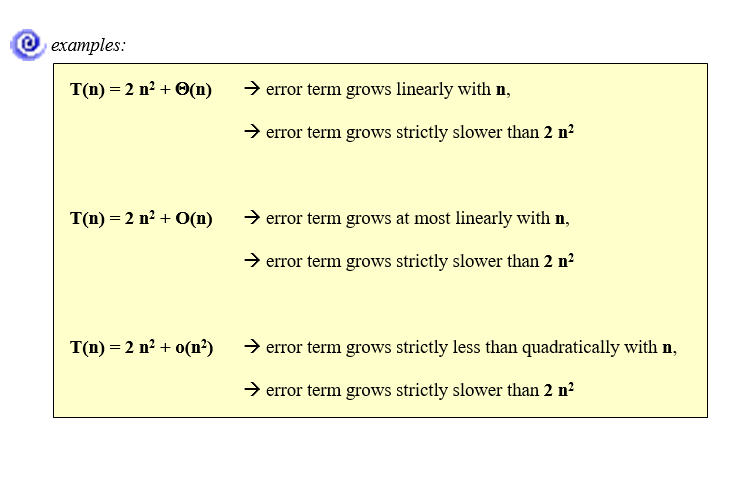 examples:
T(n) = 2 n² + Θ(n) → error term grows linearly with n,
→ error term grows strictly slower than 2 n²
T(n) = 2 n² + O(n) → error term grows at most linearly with n,
→ error term grows strictly slower than 2 n²
T(n) = 2 n² + o(n²) → error term grows strictly less than quadratically with n,
→ error term grows strictly slower than 2 n²